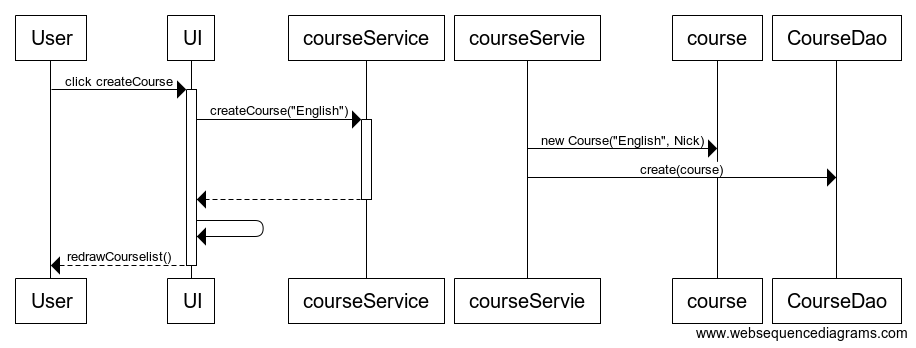 User UI courseService courseServie course CourseDao
click createCourse
createCourse("English")
new Course("English", Nick)
create(course)
redrawCourselist()
User UI courseService courseServie course CourseDao
www.websequencediagrams.com